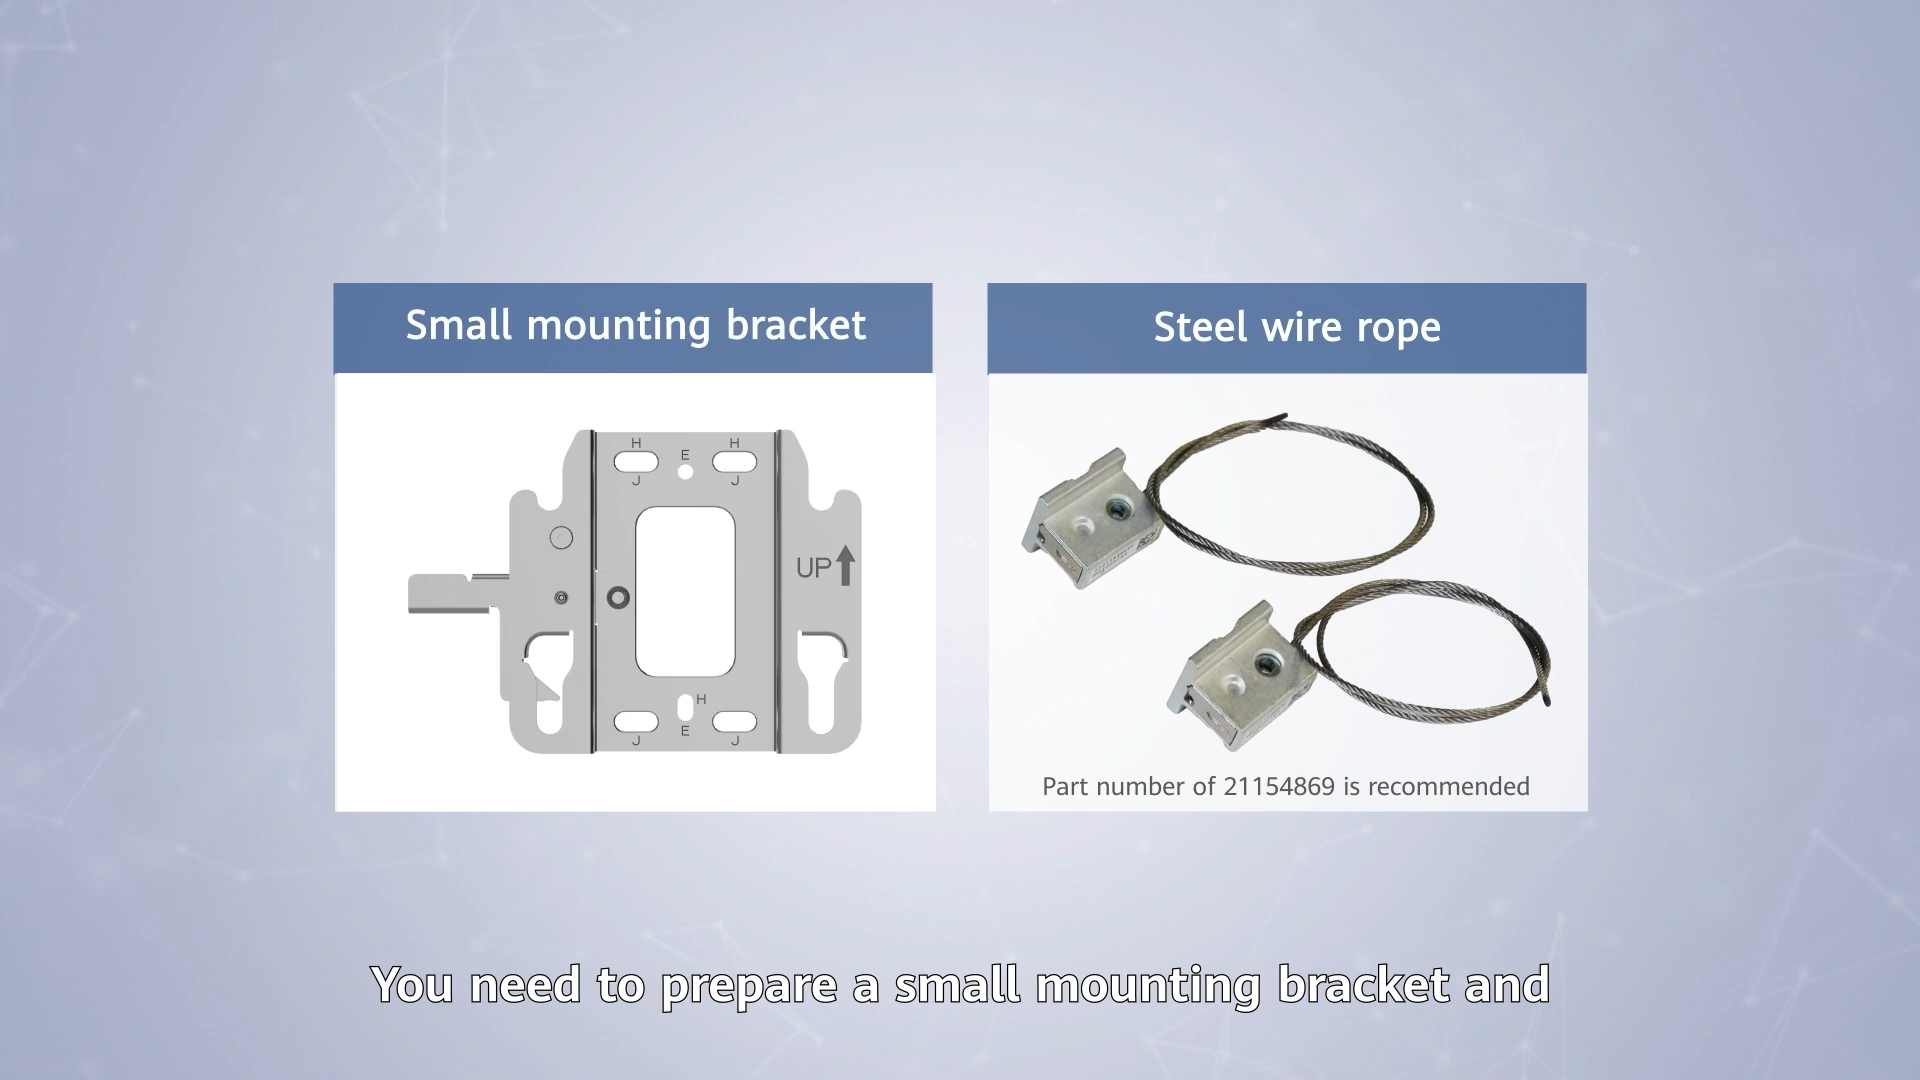 Small mounting bracket
H H
E
J J
UP
H
E
J J
Steel wire rope
Part number of 21154869 is recommended
You need to prepare a small mounting bracket and